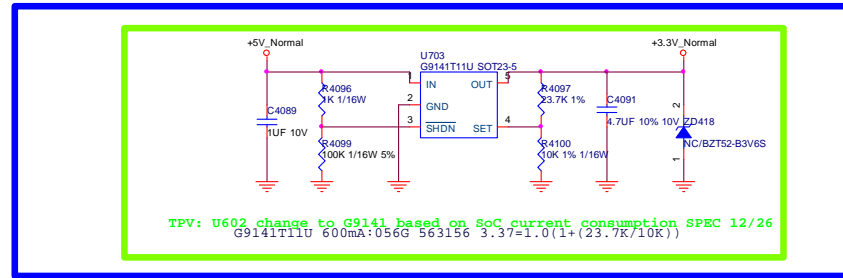 +5V_Normal
+3.3V_Normal
U703
G9141T11U SOT23-5
1
IN
OUT
5
R4096
1K 1/16W
R4097
23.7K 1%
2
GND
C4089
1UF 10V
C4091
4.7UF 10% 10V
2
ZD418
3
SHDN
SET
4
NC/BZT52-B3V6S
R4099
100K 1/16W 5%
R4100
10K 1% 1/16W
1
TPV: U602 change to G9141 based on SoC current consumption SPEC 12/26
G9141T11U 600mA:056G 563156 3.37=1.0(1+(23.7K/10K))